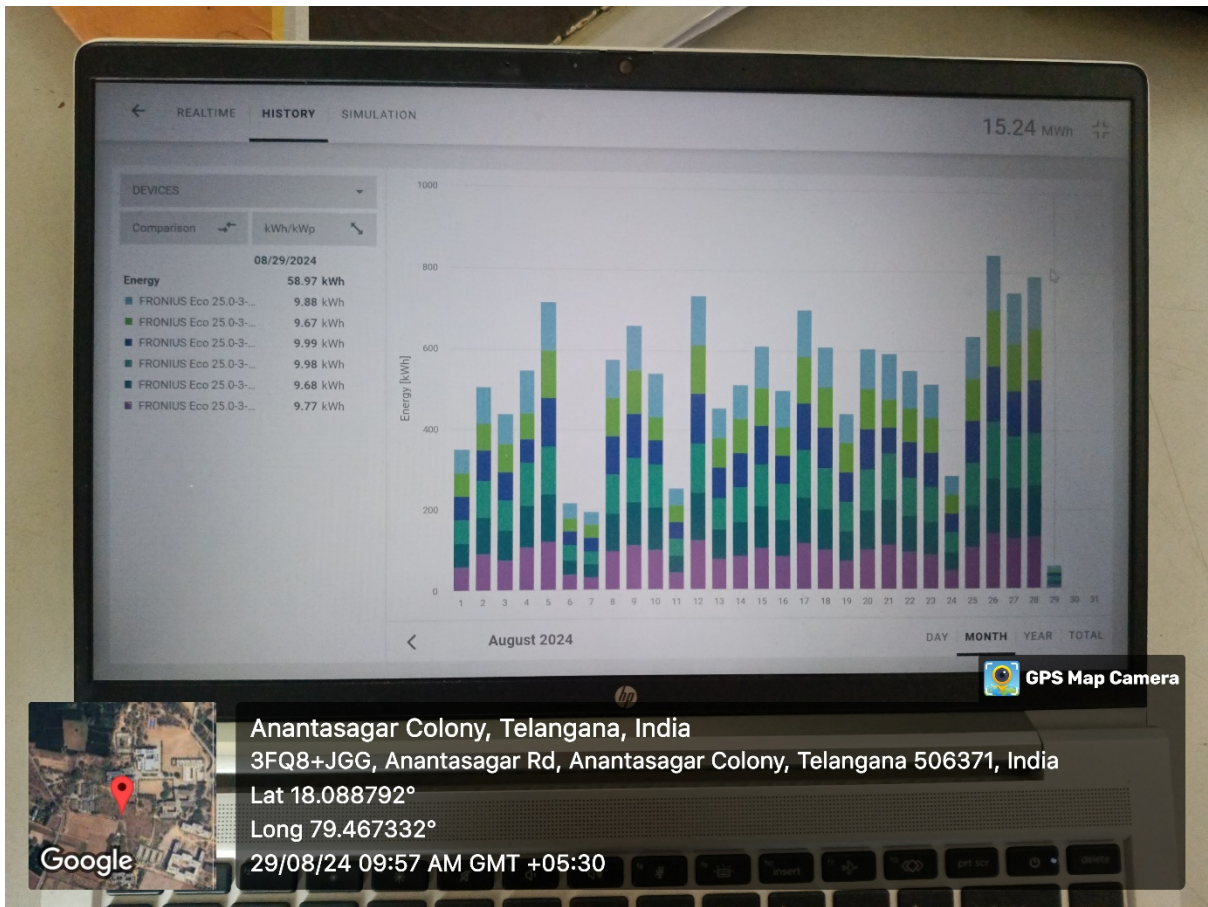 REALTIME HISTORY SIMULATION
15.24 MWh
DEVICES
Comparison kWh/kWp
08/29/2024
Energy 58.97 kWh
FRONIUS Eco 25.0-3-... 9.88 kWh
FRONIUS Eco 25.0-3-... 9.67 kWh
FRONIUS Eco 25.0-3-... 9.99 kWh
FRONIUS Eco 25.0-3-... 9.98 kWh
FRONIUS Eco 25.0-3-... 9.68 kWh
FRONIUS Eco 25.0-3-... 9.77 kWh
Energy [kWh]
1000
800
600
400
200
0
1 2 3 4 5 6 7 8 9 10 11 12 13 14 15 16 17 18 19 20 21 22 23 24 25 26 27 28 29 30 31
August 2024
DAY MONTH YEAR TOTAL
hp
GPS Map Camera
Anantasagar Colony, Telangana, India
3FQ8+JGG, Anantasagar Rd, Anantasagar Colony, Telangana 506371, India
Lat 18.088792°
Long 79.467332°
29/08/24 09:57 AM GMT +05:30
Google
insert
prt scr
delete